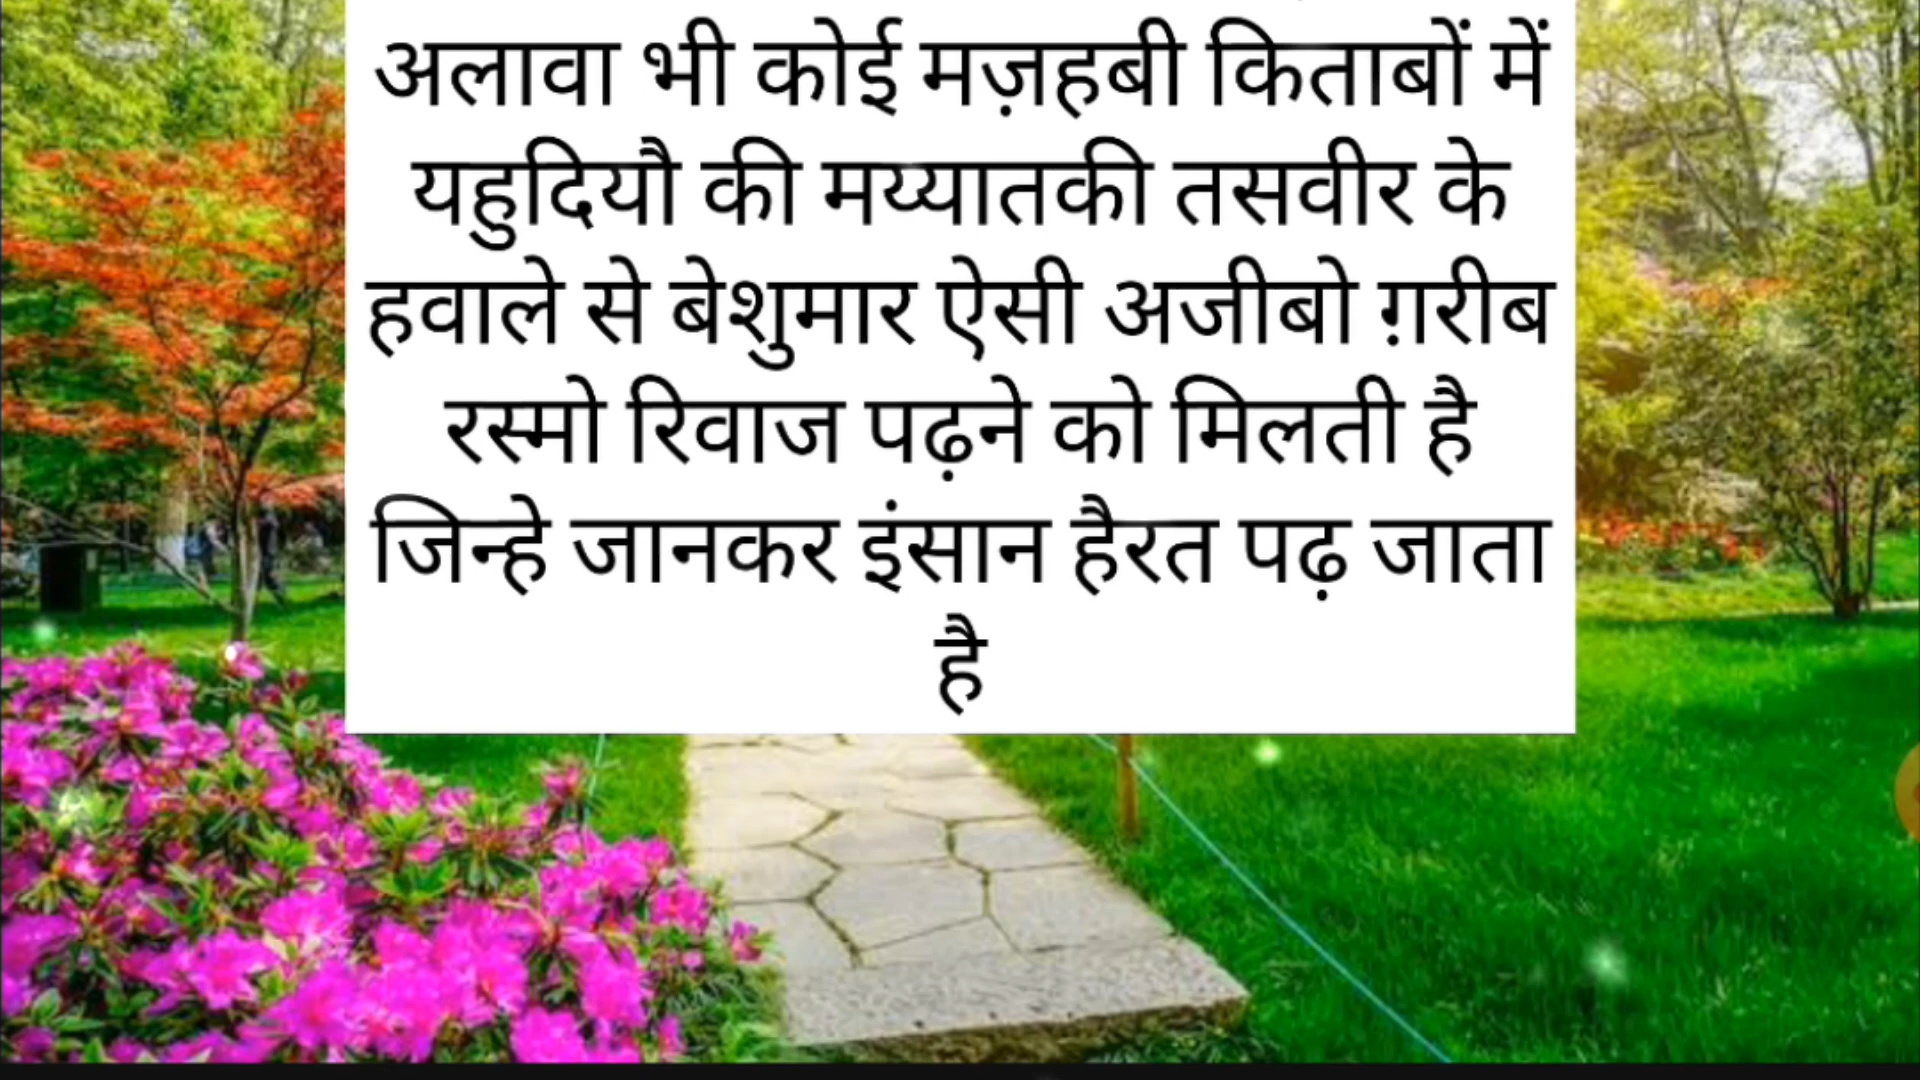 अलावा भी कोई मज़हबी किताबों में
यहुदियौ की मय्यातकी तसवीर के
हवाले से बेशुमार ऐसी अजीबो ग़रीब
रस्मो रिवाज पढ़ने को मिलती है
जिन्हे जानकर इंसान हैरत पढ़ जाता
है